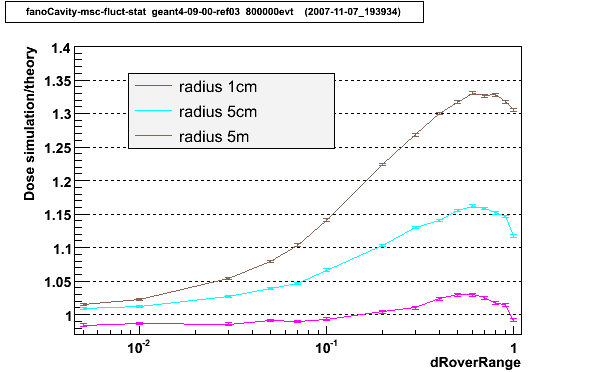 fanoCavity-msc-fluct-stat geant4-09-00-ref03 800000evt (2007-11-07_193934)
Dose simulation/theory
1.4
1.35
1.3
1.25
1.2
1.15
1.1
1.05
1
radius 1cm
radius 5cm
radius 5m
10-2
10-1
1
dRoverRange